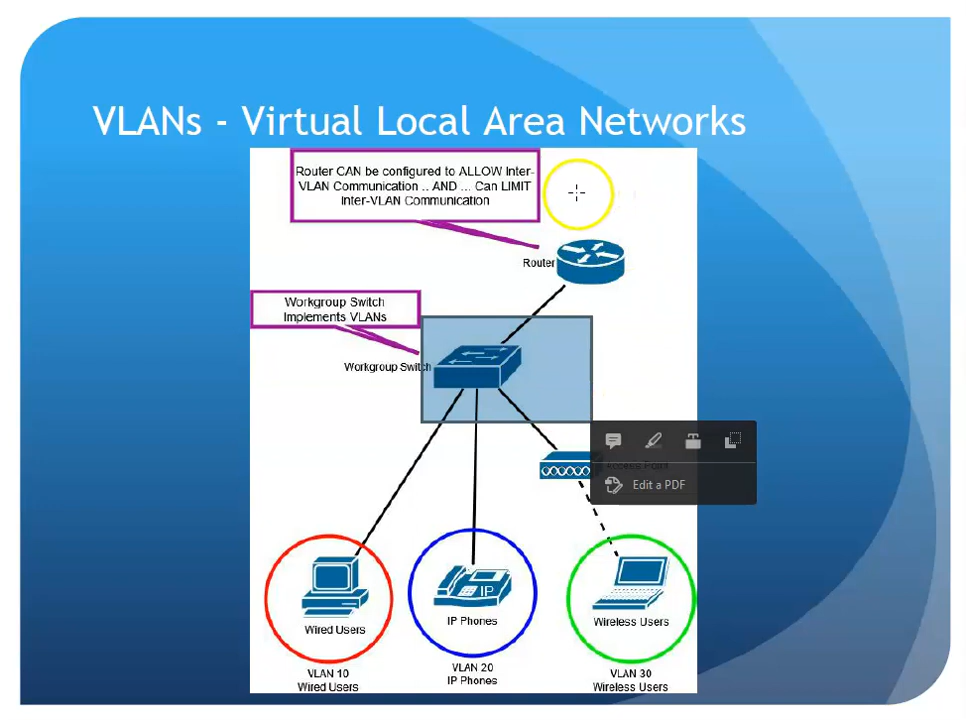 VLANs - Virtual Local Area Networks
Router CAN be configured to ALLOW Inter-
VLAN Communication .. AND ... Can LIMIT
Inter-VLAN Communication
Router
Workgroup Switch
Implements VLANs
Workgroup Switch
Access Point
Edit a PDF
IP
Wired Users
IP Phones
Wireless Users
VLAN 10
Wired Users
VLAN 20
IP Phones
VLAN 30
Wireless Users